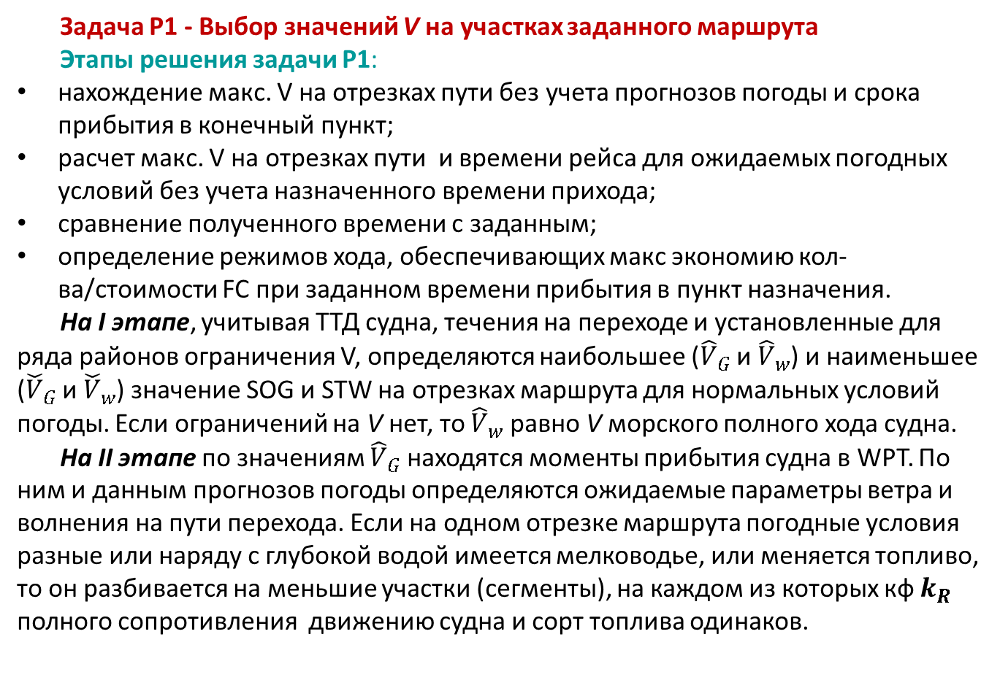 Задача P1 - Выбор значений V на участках заданного маршрута
Этапы решения задачи P1:
• нахождение макс. V на отрезках пути без учета прогнозов погоды и срока
прибытия в конечный пункт;
• расчет макс. V на отрезках пути и времени рейса для ожидаемых погодных
условий без учета назначенного времени прихода;
• сравнение полученного времени с заданным;
• определение режимов хода, обеспечивающих макс экономию кол-
ва/стоимости FC при заданном времени прибытия в пункт назначения.
На I этапе, учитывая ТТД судна, течения на переходе и установленные для
ряда районов ограничения V, определяются наибольшее (V̂_G и V̂_w) и наименьшее
(V̌_G и V̌_w) значение SOG и STW на отрезках маршрута для нормальных условий
погоды. Если ограничений на V нет, то V̂_w равно V морского полного хода судна.
На II этапе по значениям V̂_G находятся моменты прибытия судна в WPT. По
ним и данным прогнозов погоды определяются ожидаемые параметры ветра и
волнения на пути перехода. Если на одном отрезке маршрута погодные условия
разные или наряду с глубокой водой имеется мелководье, или меняется топливо,
то он разбивается на меньшие участки (сегменты), на каждом из которых кф k_R
полного сопротивления движению судна и сорт топлива одинаков.